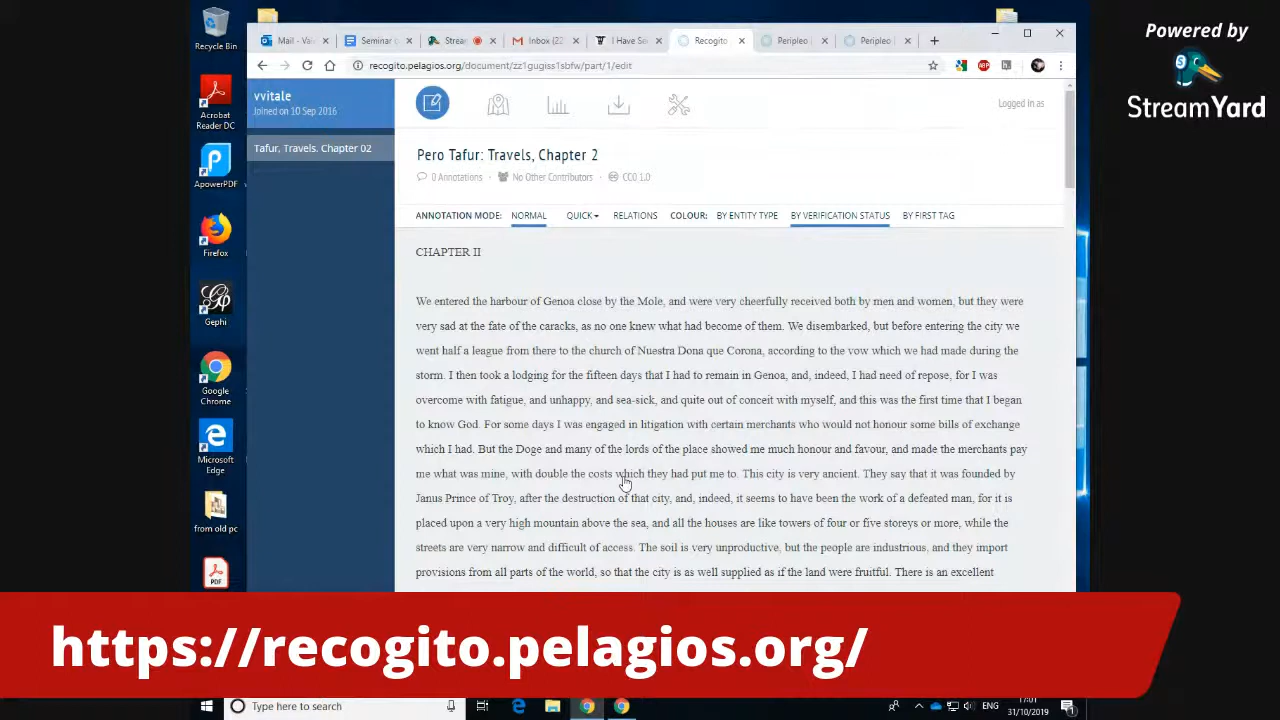 Powered by
StreamYard
Recycle Bin
Acrobat
Reader DC
ApowerPDF
Firefox
Gephi
Google
Chrome
Microsoft
Edge
from old pc
Mail - Val
Seminar
Stream
Inbox (22
I Have So
Recogito
Peripleo
Peripleo
recogito.pelagios.org/document/zz1gugiss1sbfw/part/1/edit
vvitale
Joined on 10 Sep 2016
Logged in as
Tafur, Travels. Chapter 02
Pero Tafur: Travels, Chapter 2
0 Annotations · No Other Contributors · CC0 1.0
ANNOTATION MODE: NORMAL QUICK RELATIONS COLOUR: BY ENTITY TYPE BY VERIFICATION STATUS BY FIRST TAG
CHAPTER II
We entered the harbour of Genoa close by the Mole, and were very cheerfully received both by men and women, but they were
very sad at the fate of the caracks, as no one knew what had become of them. We disembarked, but before entering the city we
went half a league from there to the church of Nuestra Dona que Corona, according to the vow which we had made during the
storm. I then took a lodging for the fifteen days that I had to remain in Genoa, and, indeed, I had need of repose, for I was
overcome with fatigue, and unhappy, and sea-sick, and quite out of conceit with myself, and this was the first time that I began
to know God. For some days I was engaged in litigation with certain merchants who would not honour some bills of exchange
which I had. But the Doge and many of the lords of the place showed me much honour and favour, and made the merchants pay
me what was mine, with double the costs which they had put me to. This city is very ancient. They say that it was founded by
Janus Prince of Troy, after the destruction of that city, and, indeed, it seems to have been the work of a defeated man, for it is
placed upon a very high mountain above the sea, and all the houses are like towers of four or five storeys or more, while the
streets are very narrow and difficult of access. The soil is very unproductive, but the people are industrious, and they import
provisions from all parts of the world, so that the city is as well supplied as if the land were fruitful. There is an excellent
https://recogito.pelagios.org/
Type here to search
ENG
17:01
31/10/2019